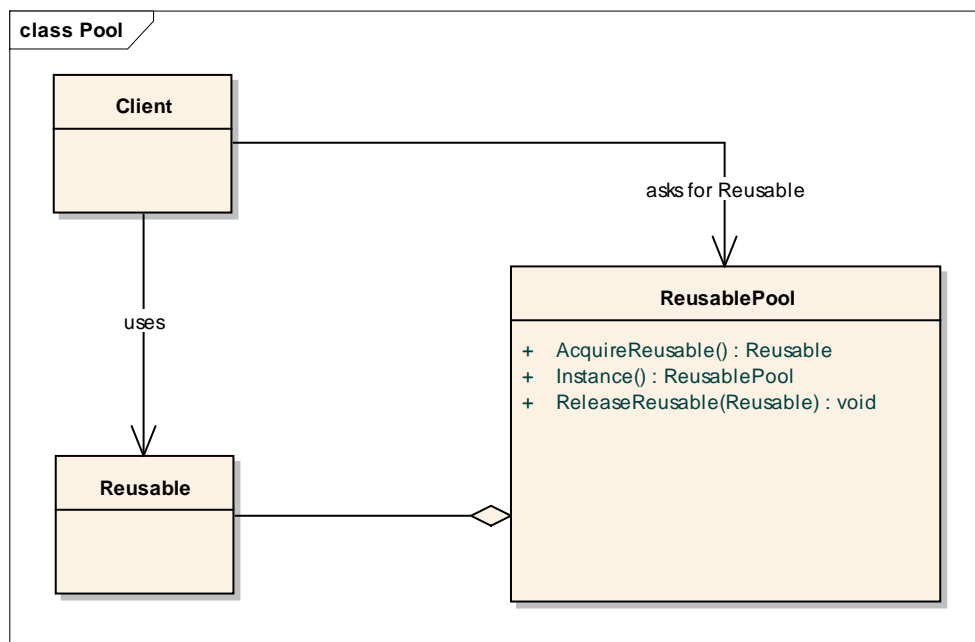 class Pool
Client
asks for Reusable
ReusablePool
+ AcquireReusable() : Reusable
+ Instance() : ReusablePool
+ ReleaseReusable(Reusable) : void
uses
Reusable